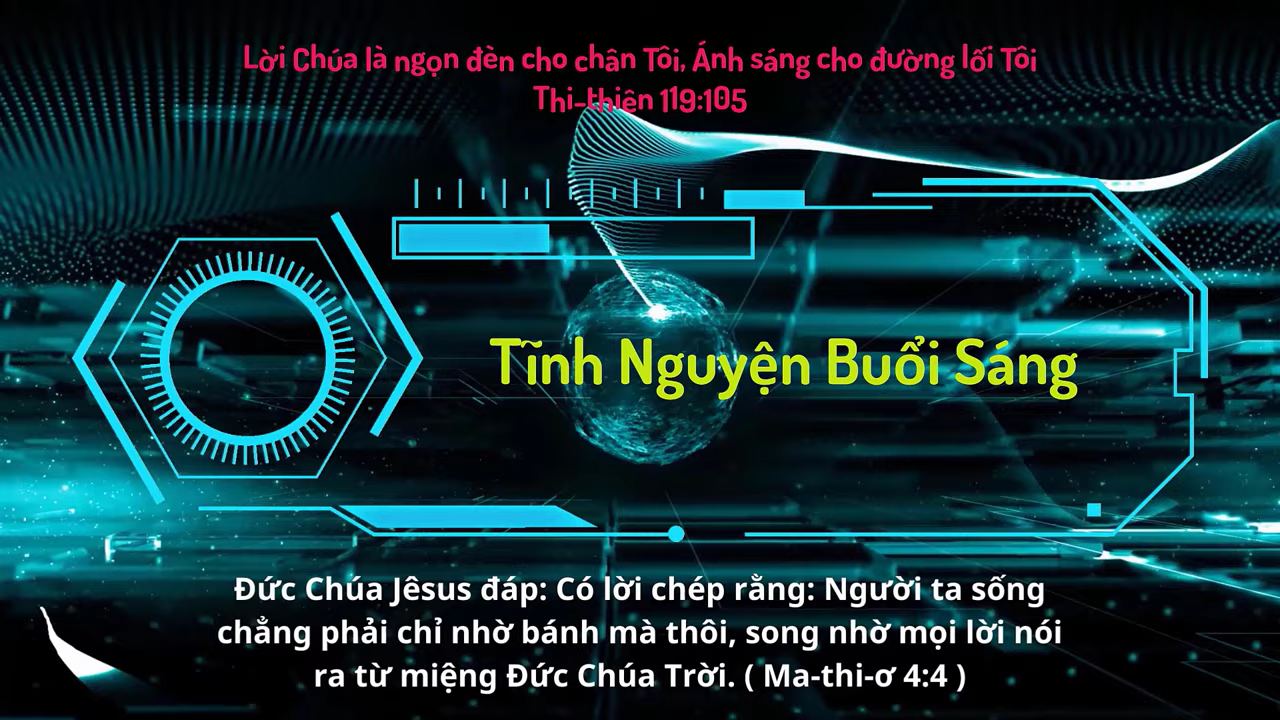 Lời Chúa là ngọn đèn cho chân Tôi, Ánh sáng cho đường lối Tôi
Thi-thiên 119:105
Tĩnh Nguyện Buổi Sáng
Đức Chúa Jêsus đáp: Có lời chép rằng: Người ta sống
chẳng phải chỉ nhờ bánh mà thôi, song nhờ mọi lời nói
ra từ miệng Đức Chúa Trời. ( Ma-thi-ơ 4:4 )